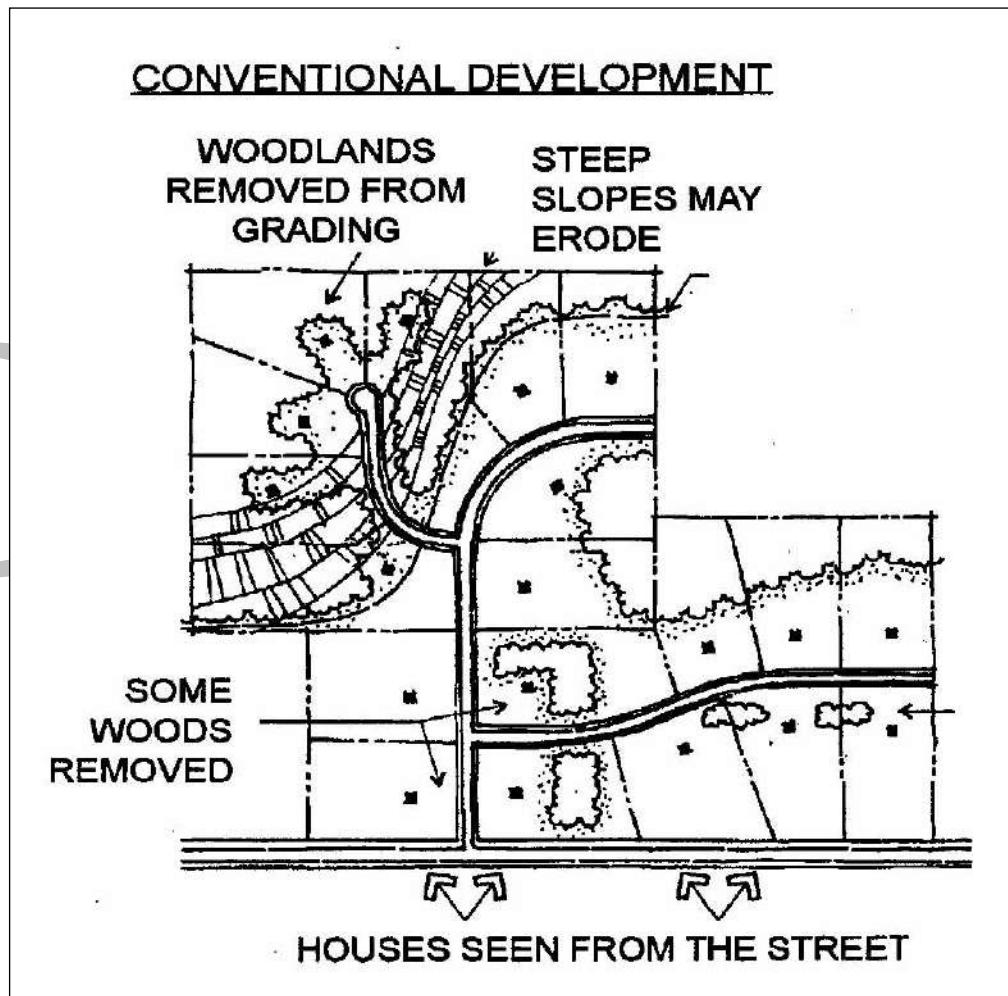 CONVENTIONAL DEVELOPMENT
WOODLANDS
REMOVED FROM
GRADING
STEEP
SLOPES MAY
ERODE
SOME
WOODS
REMOVED
HOUSES SEEN FROM THE STREET